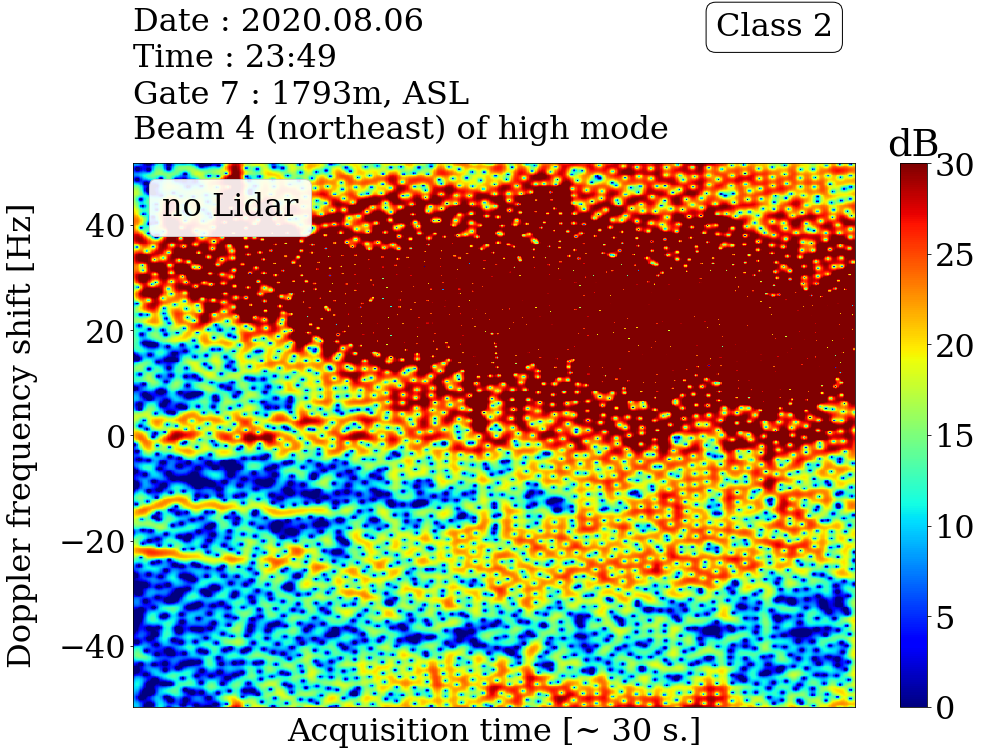 Date : 2020.08.06
Time : 23:49
Gate 7 : 1793m, ASL
Beam 4 (northeast) of high mode
Class 2
no Lidar
Doppler frequency shift [Hz]
40
20
0
−20
−40
Acquisition time [~ 30 s.]
dB
30
25
20
15
10
5
0